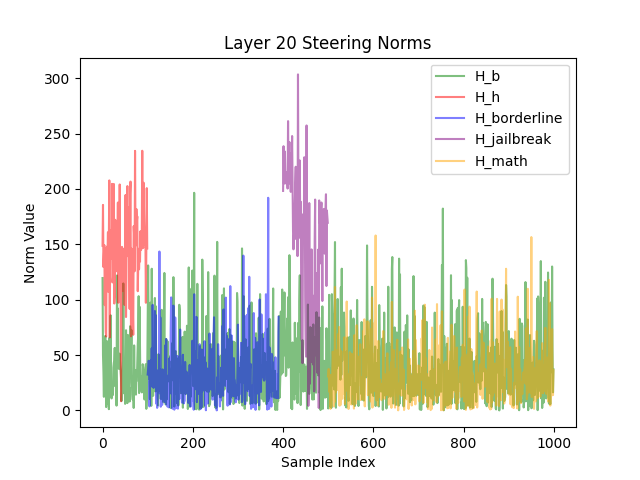 Layer 20 Steering Norms
H_b
H_h
H_borderline
H_jailbreak
H_math
Norm Value
300
250
200
150
100
50
0
0 200 400 600 800 1000
Sample Index